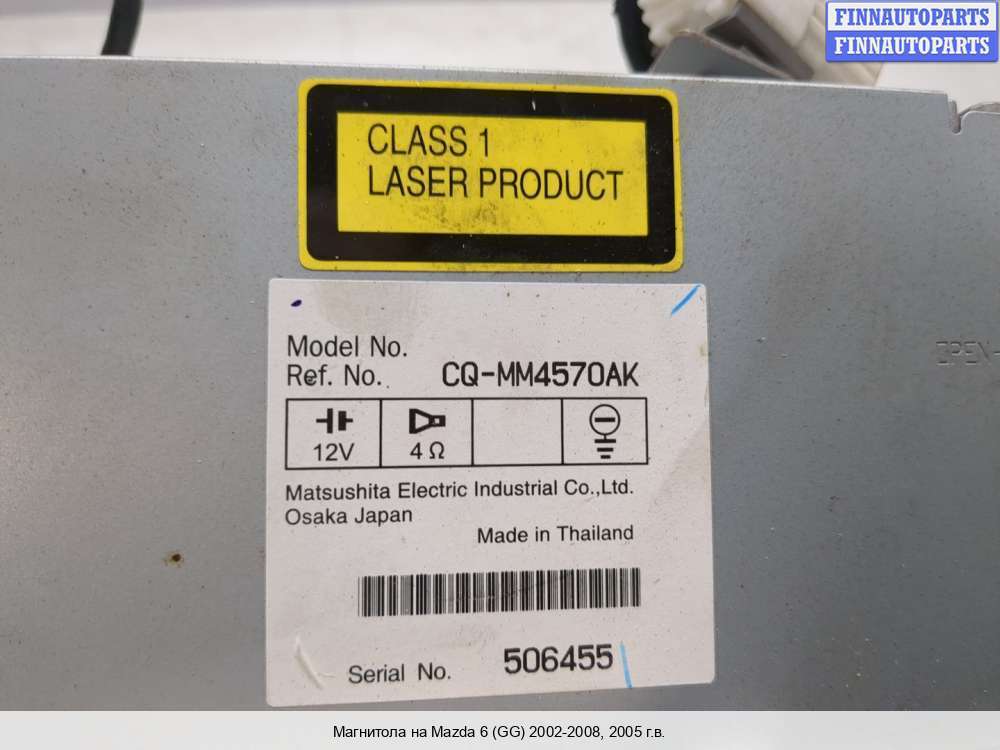 FINNAUTOPARTS
FINNAUTOPARTS
CLASS 1
LASER PRODUCT
Model No.
Ref. No. CQ-MM4570AK
12V 4 Ω
Matsushita Electric Industrial Co.,Ltd.
Osaka Japan
Made in Thailand
Serial No. 506455
Магнитола на Mazda 6 (GG) 2002-2008, 2005 г.в.